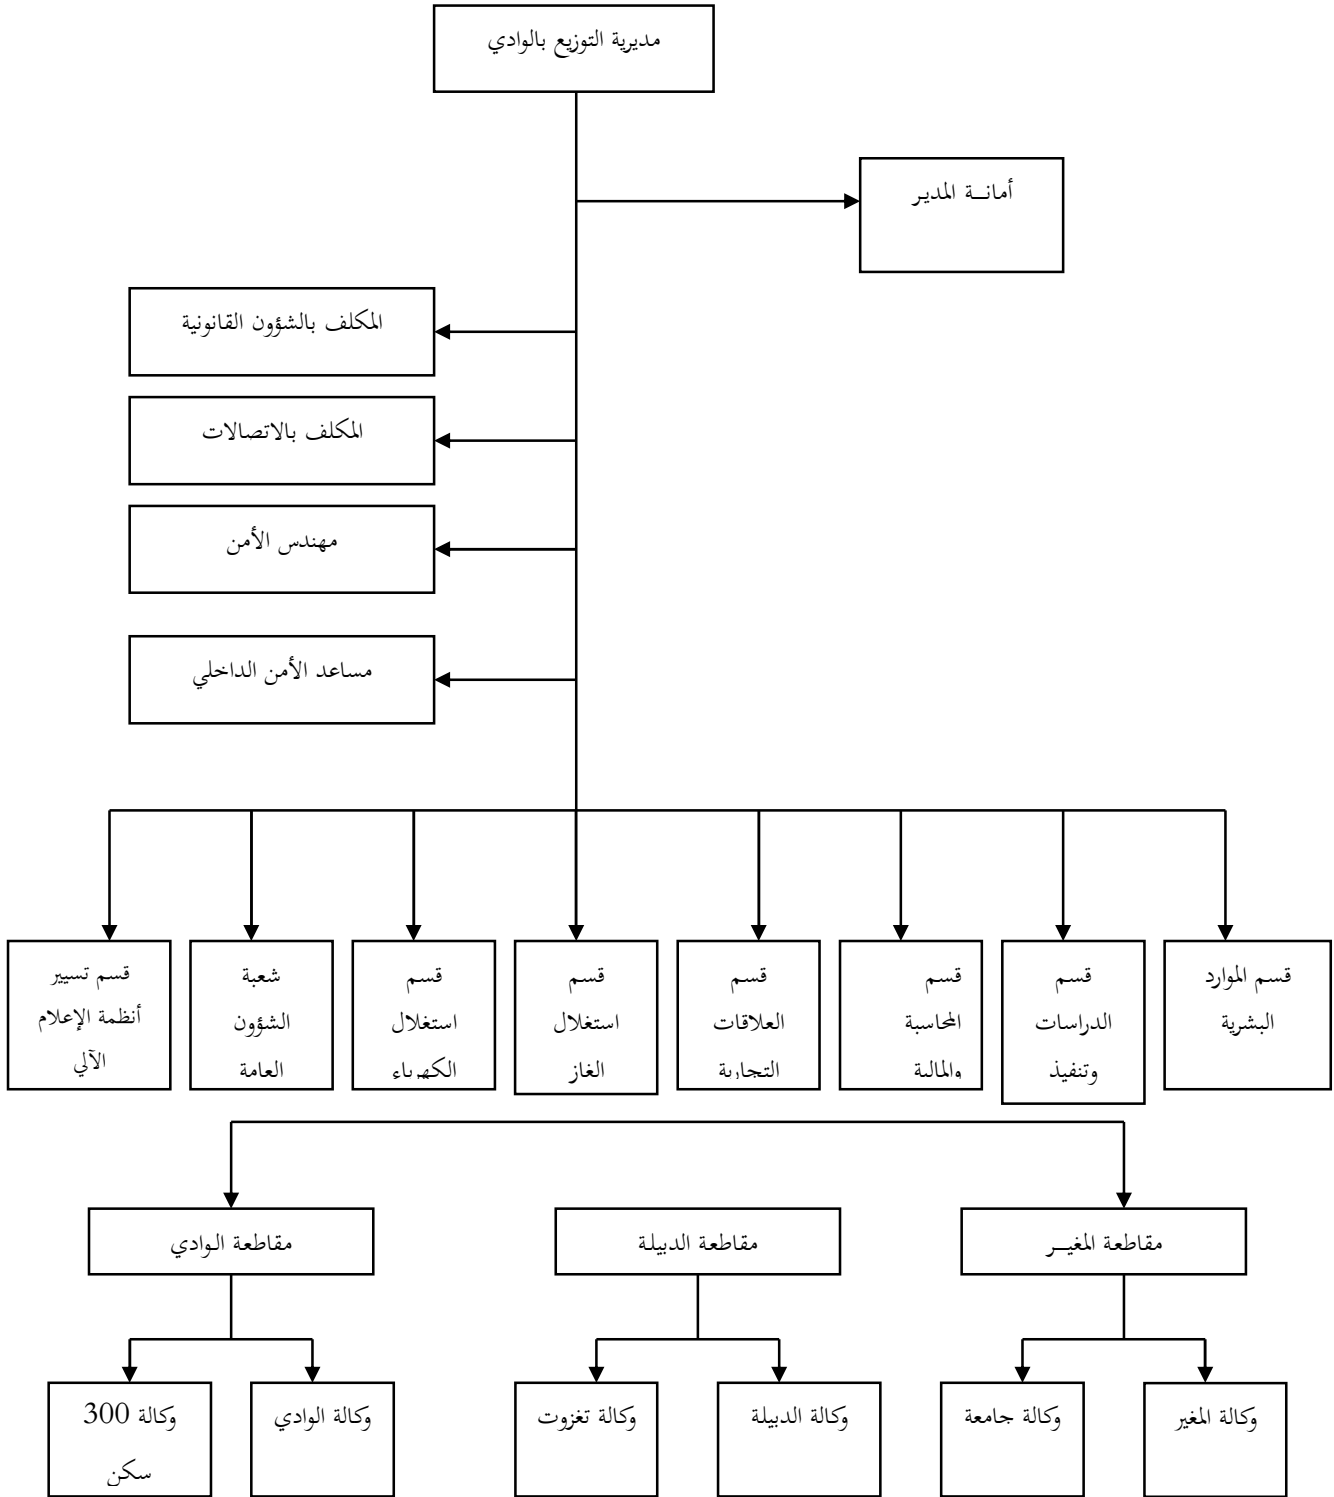 مديرية التوزيع بالوادي
أمانــة المدير
المكلف بالشؤون القانونية
المكلف بالاتصالات
مهندس الأمن
مساعد الأمن الداخلي
قسم الموارد
البشرية
قسم
الدراسات
وتنفيذ
قسم
المحاسبة
والمالية
قسم
العلاقات
التجارية
قسم
استغلال
الغاز
قسم
استغلال
الكهرباء
شعبة
الشؤون
العامة
قسم تسيير
أنظمة الإعلام
الآلي
مقاطعة المغيــر
مقاطعة الدبيلة
مقاطعة الوادي
وكالة المغير
وكالة جامعة
وكالة الدبيلة
وكالة تغزوت
وكالة الوادي
وكالة 300
سكن